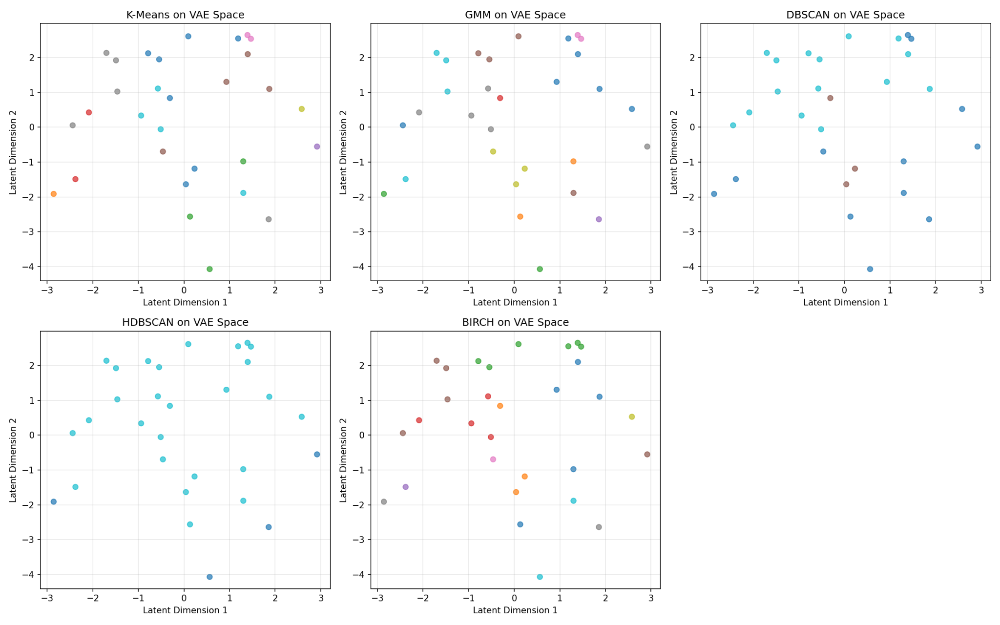 K-Means on VAE Space
2
1
0
−1
−2
−3
−4
Latent Dimension 2
−3 −2 −1 0 1 2 3
Latent Dimension 1
GMM on VAE Space
2
1
0
−1
−2
−3
−4
Latent Dimension 2
−3 −2 −1 0 1 2 3
Latent Dimension 1
DBSCAN on VAE Space
2
1
0
−1
−2
−3
−4
Latent Dimension 2
−3 −2 −1 0 1 2 3
Latent Dimension 1
HDBSCAN on VAE Space
2
1
0
−1
−2
−3
−4
Latent Dimension 2
−3 −2 −1 0 1 2 3
Latent Dimension 1
BIRCH on VAE Space
2
1
0
−1
−2
−3
−4
Latent Dimension 2
−3 −2 −1 0 1 2 3
Latent Dimension 1